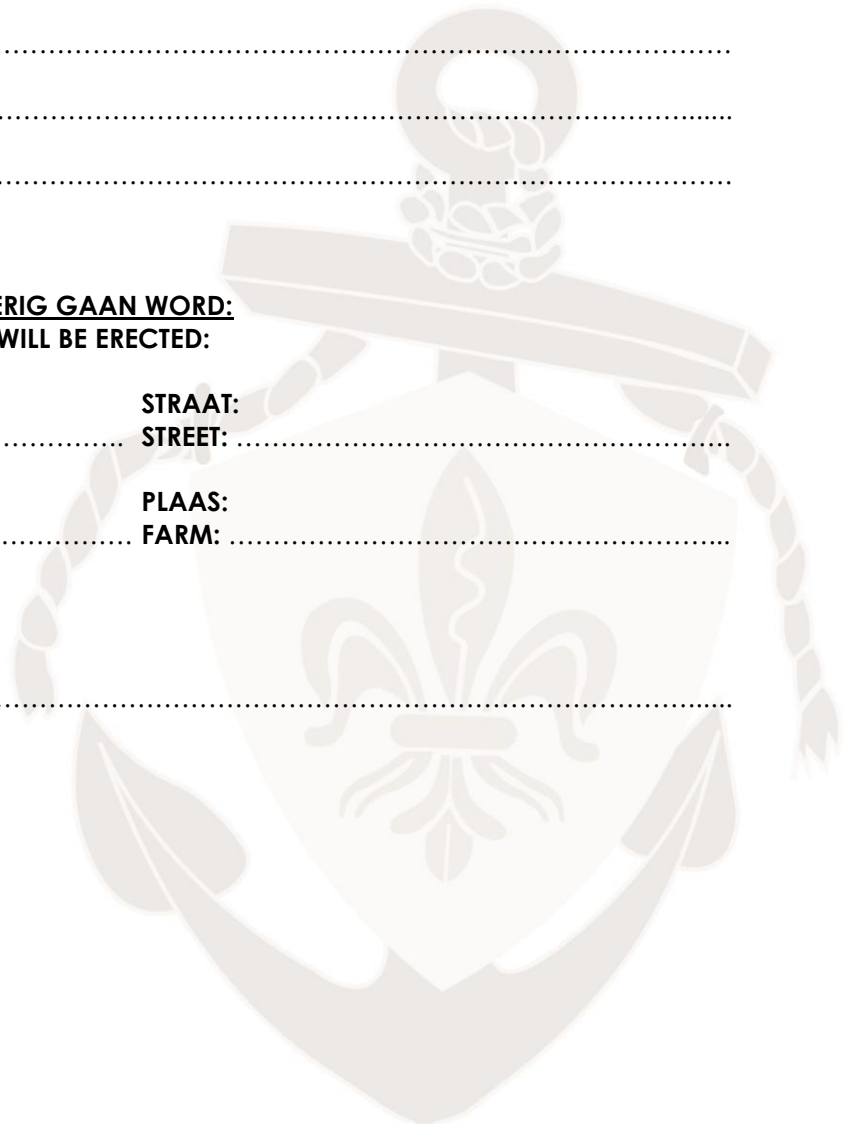 ……………………………………………………………………………
……………………………………………………………………......
……………………………………………………………………………
ERIG GAAN WORD:
WILL BE ERECTED:
STRAAT:
………….. STREET: ………………………………………………..
PLAAS:
…………… FARM: ………………………………………………...
…………………………………………………………………….....